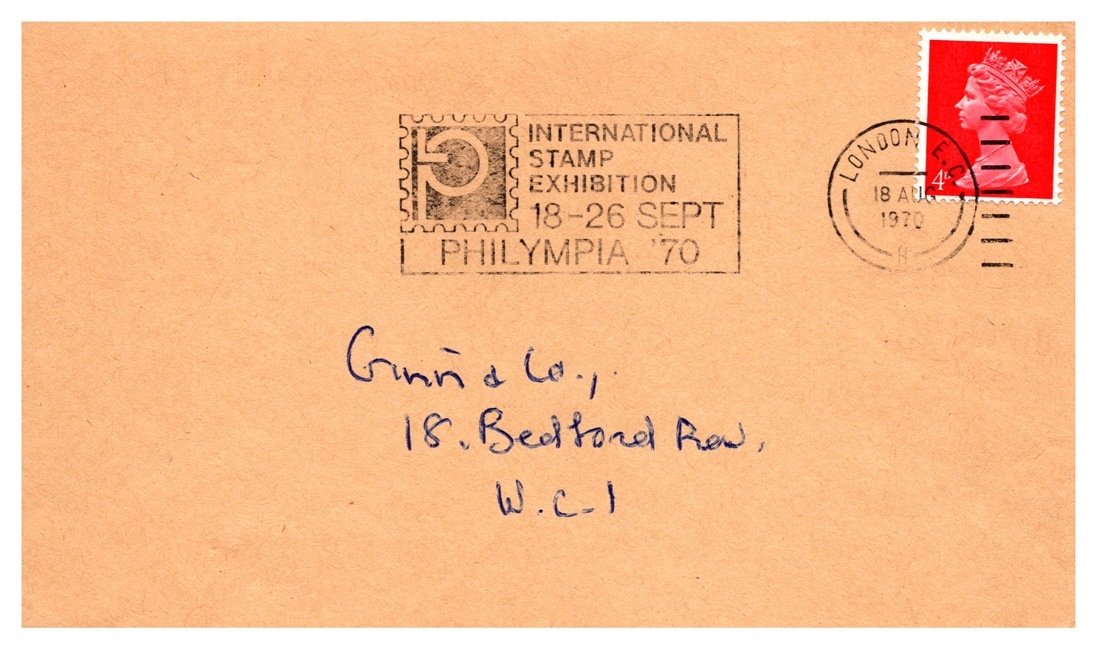 INTERNATIONAL
STAMP
EXHIBITION
18-26 SEPT
PHILYMPIA '70
LONDON E.C.
18 AUG
1970
4D
Ginn & Co.,
18. Bedford Row,
W.C.1